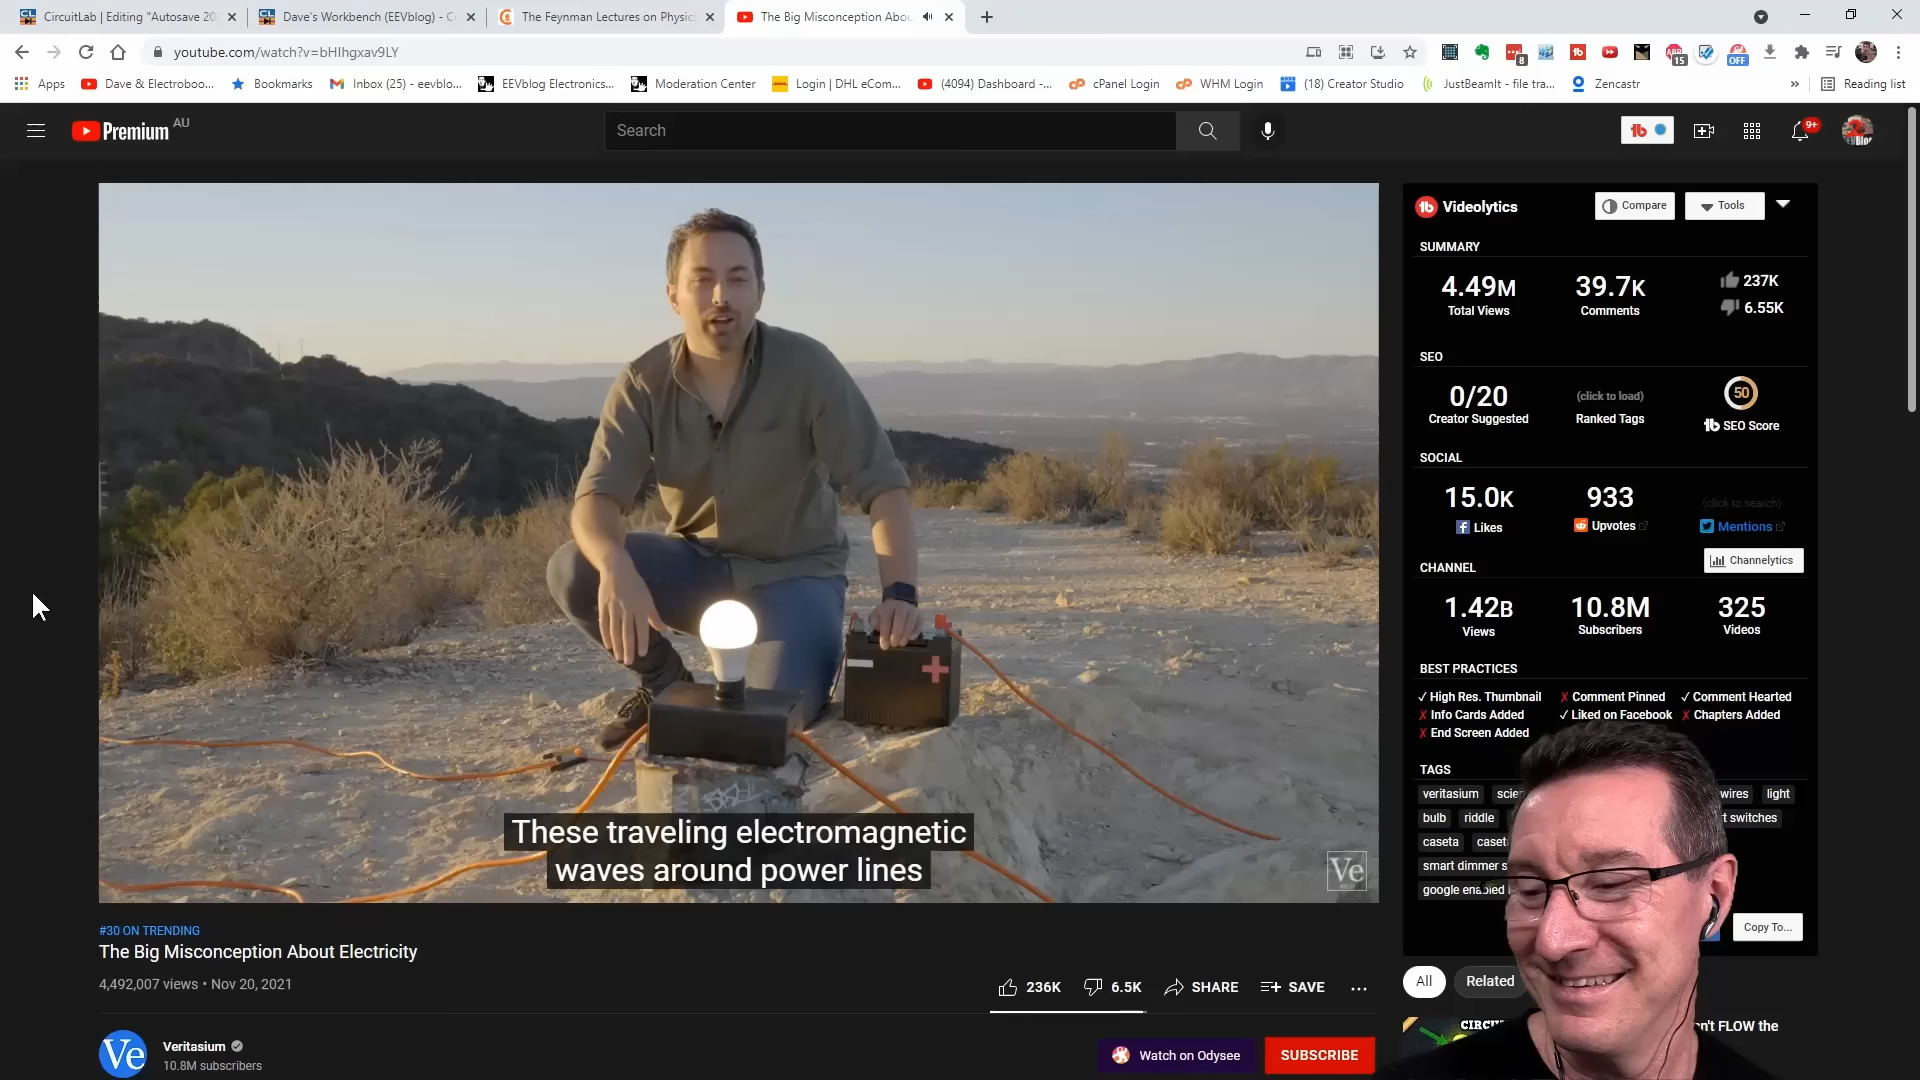 CircuitLab | Editing "Autosave 20
Dave's Workbench (EEVblog) - C
The Feynman Lectures on Physic
The Big Misconception Abou
youtube.com/watch?v=bHIhgxav9LY
8
15
OFF
Apps
Dave & Electroboo...
Bookmarks
Inbox (25) - eevblo...
EEVblog Electronics...
Moderation Center
Login | DHL eCom...
(4094) Dashboard -...
cPanel Login
WHM Login
(18) Creator Studio
JustBeamIt - file tra...
Zencastr
»
Reading list
Premium AU
Search
9+
Videolytics
Compare
Tools
SUMMARY
4.49M
39.7K
237K
Total Views
Comments
6.55K
SEO
0/20
(click to load)
50
Creator Suggested
Ranked Tags
SEO Score
SOCIAL
15.0K
933
(click to search)
Likes
Upvotes
Mentions
Channelytics
CHANNEL
1.42B
10.8M
325
Views
Subscribers
Videos
BEST PRACTICES
✓ High Res. Thumbnail
✗ Comment Pinned
✓ Comment Hearted
✗ Info Cards Added
✓ Liked on Facebook
✗ Chapters Added
✗ End Screen Added
TAGS
veritasium
wires
light
bulb
riddle
t switches
caseta
smart dimmer s
Copy To...
These traveling electromagnetic
waves around power lines
Ve
#30 ON TRENDING
The Big Misconception About Electricity
4,492,007 views • Nov 20, 2021
236K
6.5K
SHARE
SAVE
...
Ve
Veritasium
10.8M subscribers
Watch on Odysee
SUBSCRIBE
All
Related
n't FLOW the